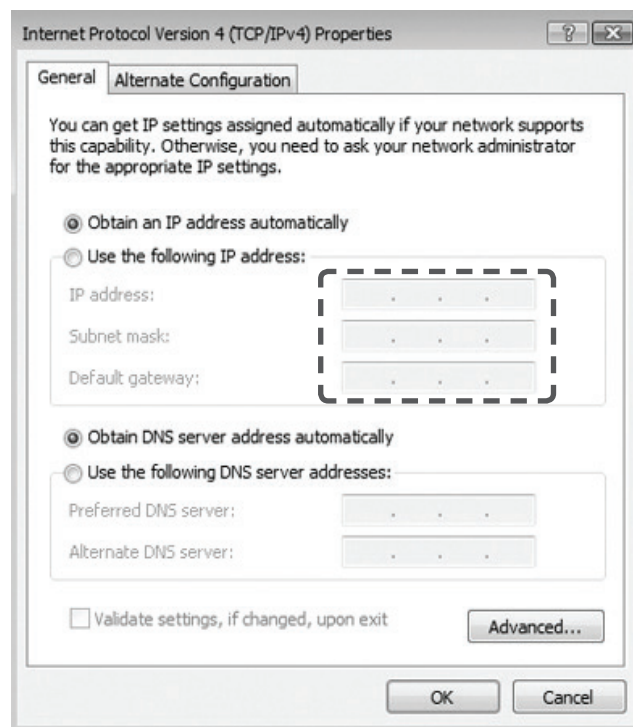 Internet Protocol Version 4 (TCP/IPv4) Properties
General
Alternate Configuration
You can get IP settings assigned automatically if your network supports
this capability. Otherwise, you need to ask your network administrator
for the appropriate IP settings.
Obtain an IP address automatically
Use the following IP address:
IP address:
Subnet mask:
Default gateway:
Obtain DNS server address automatically
Use the following DNS server addresses:
Preferred DNS server:
Alternate DNS server:
Validate settings, if changed, upon exit
Advanced...
OK
Cancel